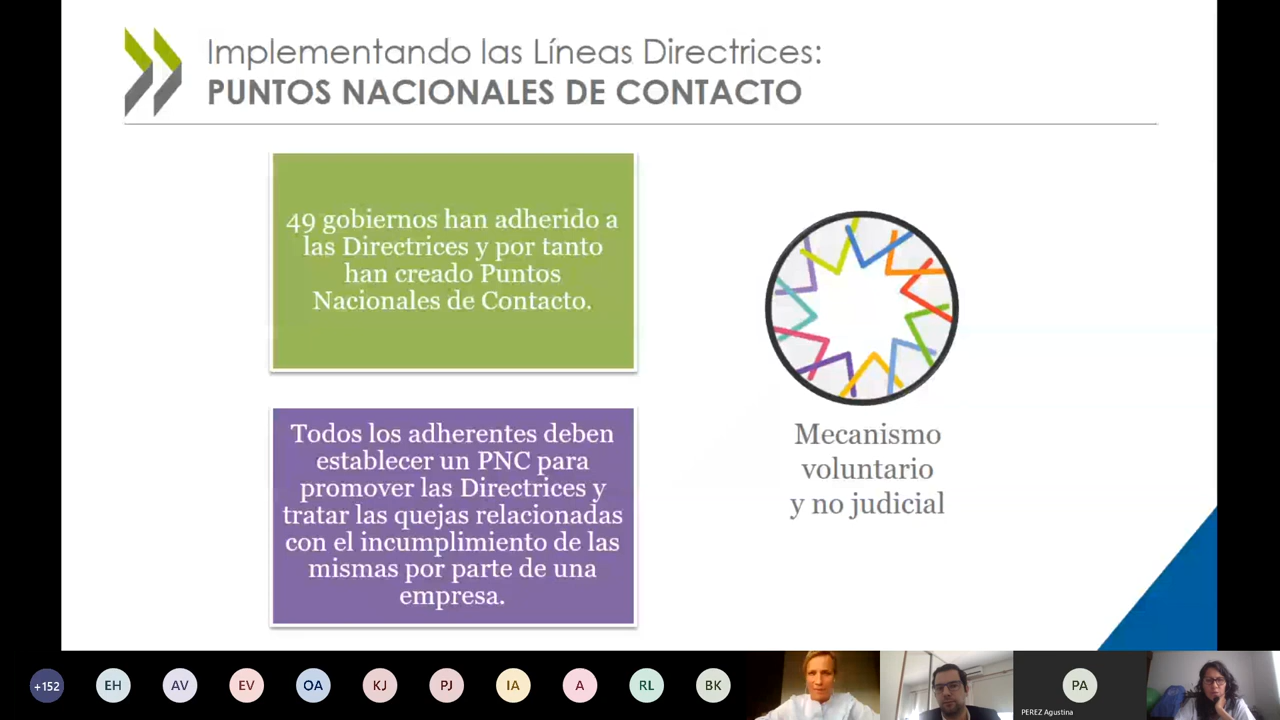 Implementando las Líneas Directrices:
PUNTOS NACIONALES DE CONTACTO
49 gobiernos han adherido a
las Directrices y por tanto
han creado Puntos
Nacionales de Contacto.
Todos los adherentes deben
establecer un PNC para
promover las Directrices y
tratar las quejas relacionadas
con el incumplimiento de las
mismas por parte de una
empresa.
Mecanismo
voluntario
y no judicial
+152 EH AV EV OA KJ PJ IA A RL BK PA
PEREZ Agustina